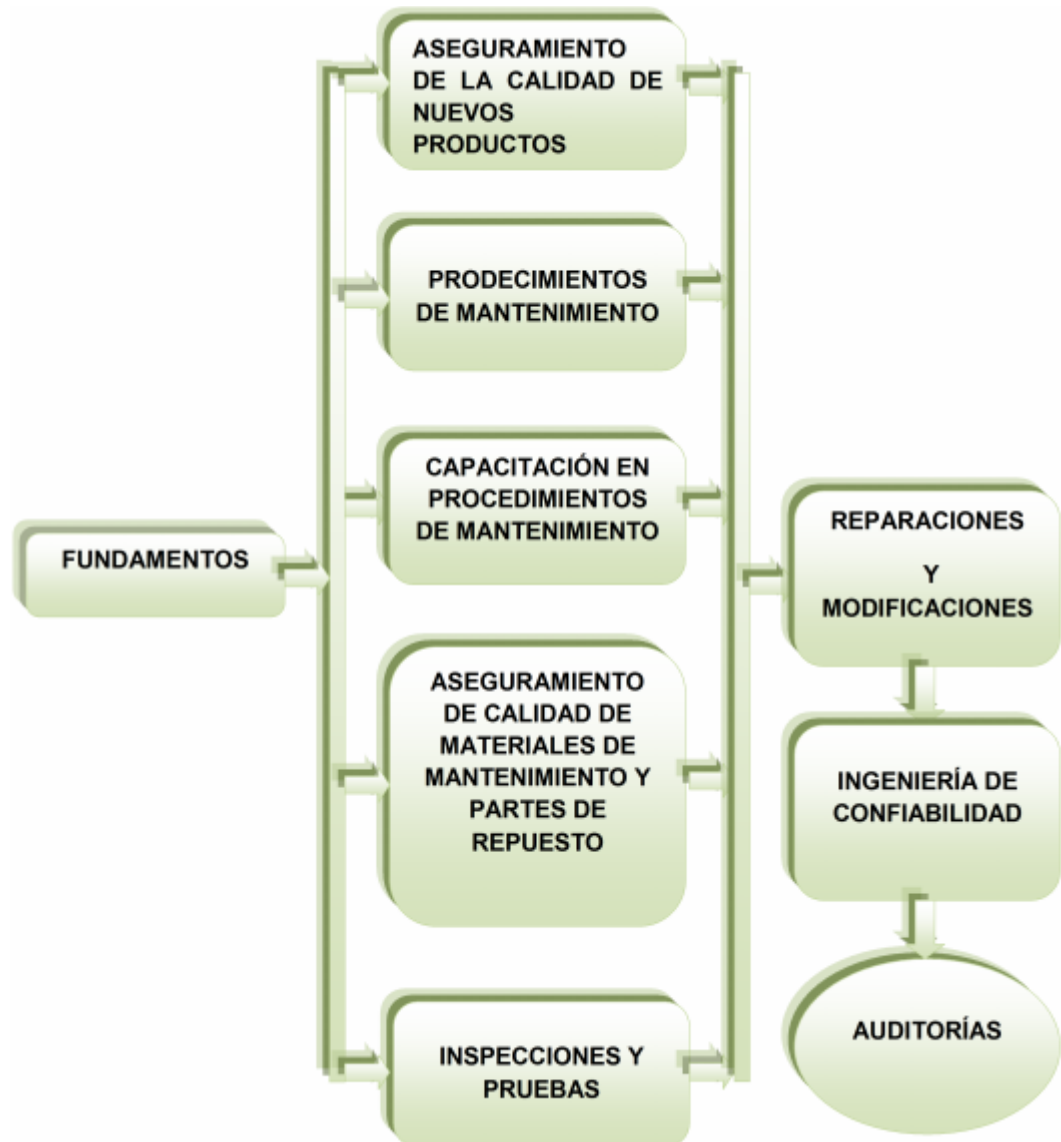 ASEGURAMIENTO
DE LA CALIDAD DE
NUEVOS
PRODUCTOS
PRODECIMIENTOS
DE MANTENIMIENTO
CAPACITACIÓN EN
PROCEDIMIENTOS
DE MANTENIMIENTO
FUNDAMENTOS
ASEGURAMIENTO
DE CALIDAD DE
MATERIALES DE
MANTENIMIENTO Y
PARTES DE
REPUESTO
INSPECCIONES Y
PRUEBAS
REPARACIONES
Y
MODIFICACIONES
INGENIERÍA DE
CONFIABILIDAD
AUDITORÍAS